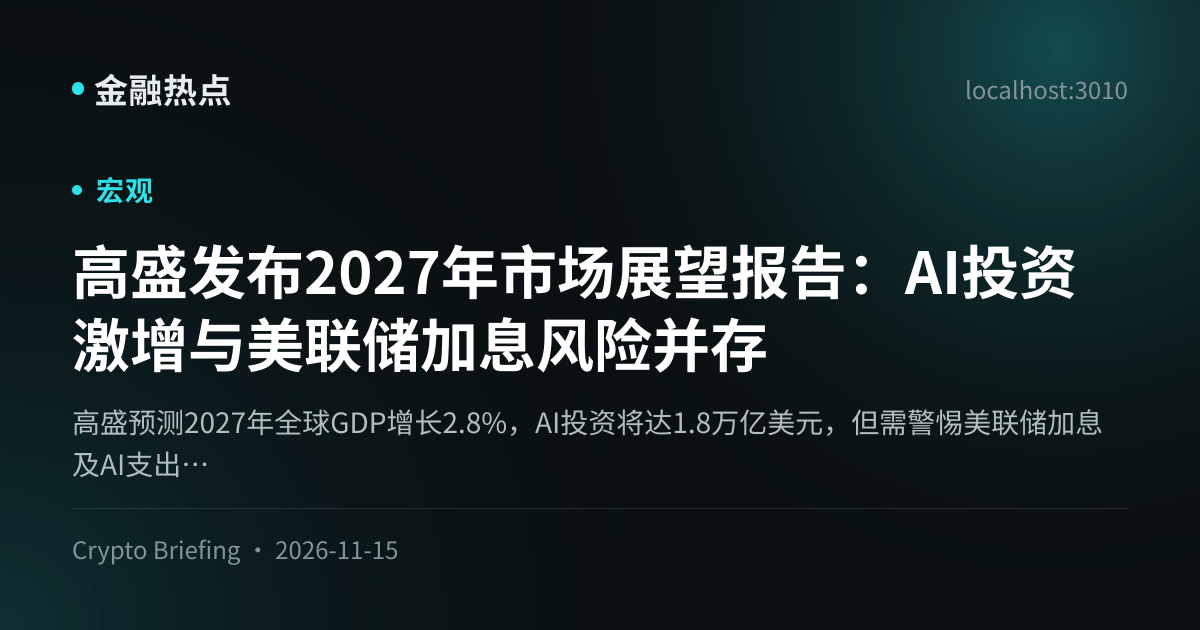 金融热点
localhost:3010
宏观
高盛发布2027年市场展望报告：AI投资
激增与美联储加息风险并存
高盛预测2027年全球GDP增长2.8%，AI投资将达1.8万亿美元，但需警惕美联储加息
及AI支出…
Crypto Briefing · 2026-11-15